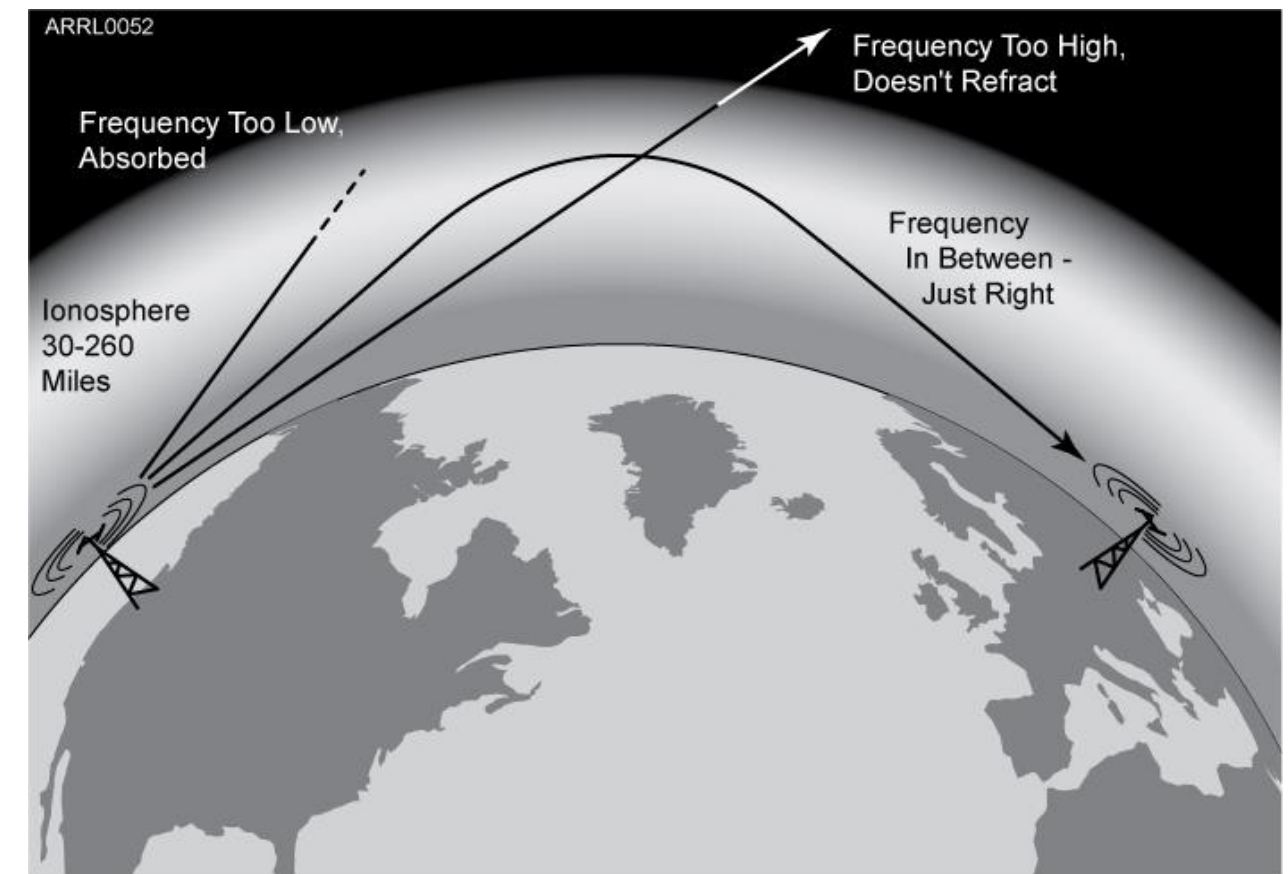 ARRL0052
Frequency Too High,
Doesn't Refract
Frequency Too Low,
Absorbed
Frequency
In Between -
Just Right
Ionosphere
30-260
Miles